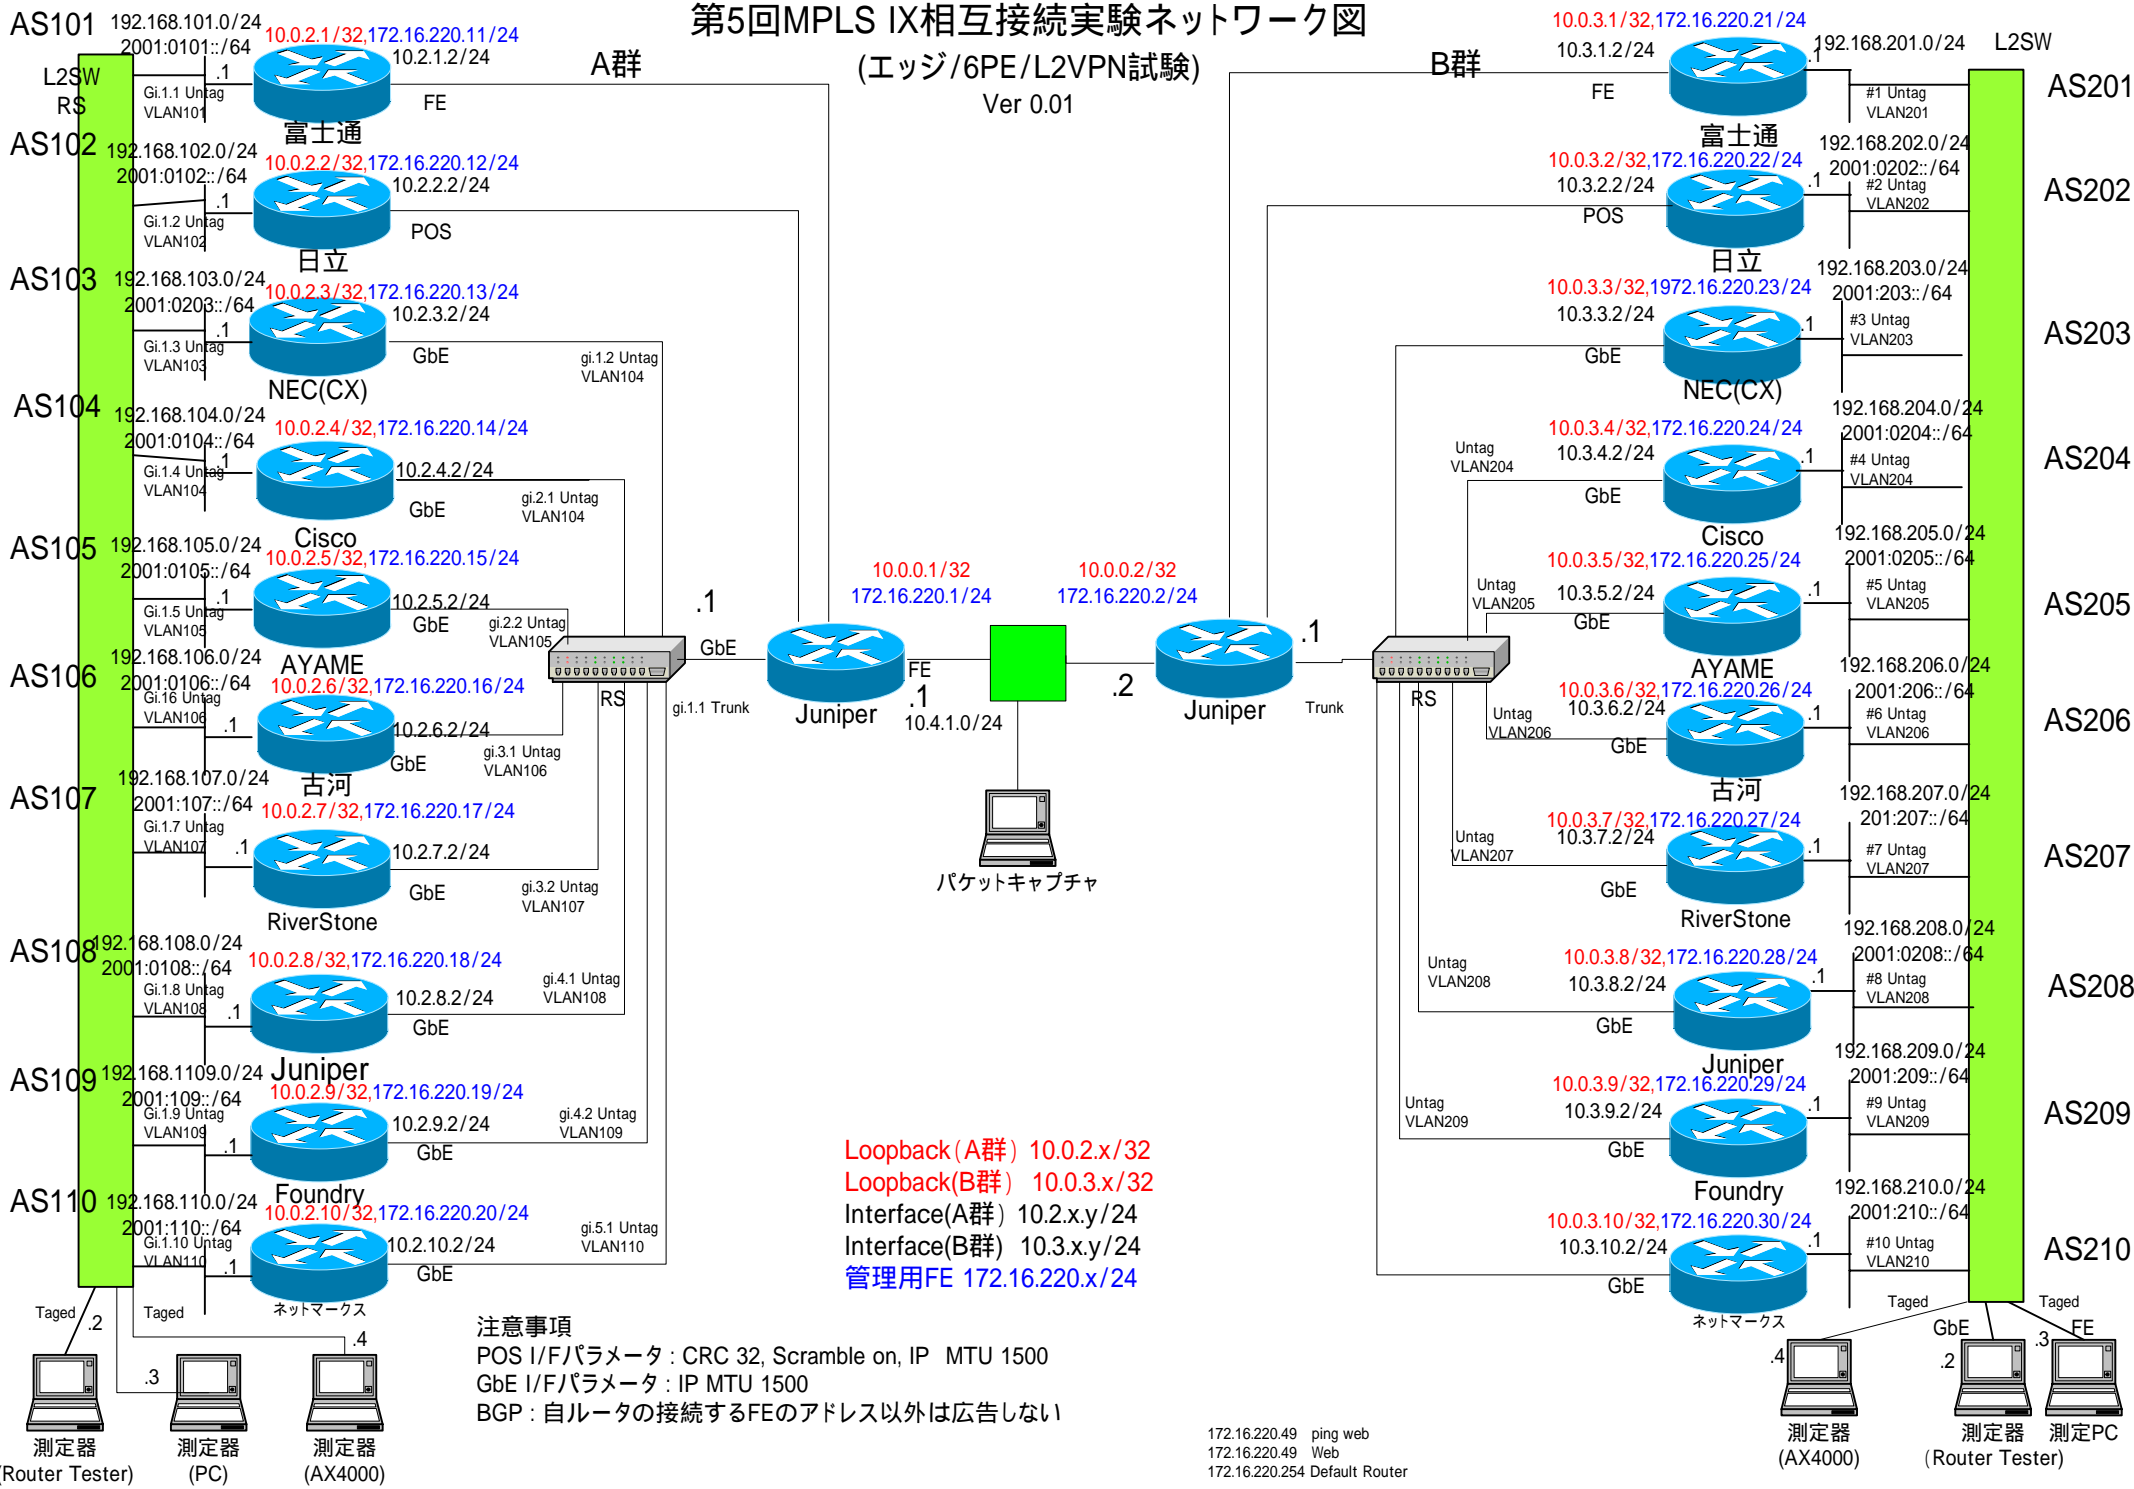 第5回MPLS IX相互接続実験ネットワーク図
(エッジ/6PE/L2VPN試験)
Ver 0.01
A群
B群
L2SW
RS
AS101
192.168.101.0/24
2001:0101::/64
10.0.2.1/32,172.16.220.11/24
10.2.1.2/24
.1
Gi.1.1 Untag
VLAN101
FE
富士通
AS102
192.168.102.0/24
2001:0102::/64
10.0.2.2/32,172.16.220.12/24
10.2.2.2/24
.1
Gi.1.2 Untag
VLAN102
POS
日立
AS103
192.168.103.0/24
2001:0203::/64
10.0.2.3/32,172.16.220.13/24
10.2.3.2/24
.1
Gi.1.3 Untag
VLAN103
GbE
gi.1.2 Untag
VLAN104
NEC(CX)
AS104
192.168.104.0/24
2001:0104::/64
10.0.2.4/32,172.16.220.14/24
10.2.4.2/24
.1
Gi.1.4 Untag
VLAN104
GbE
gi.2.1 Untag
VLAN104
Cisco
AS105
192.168.105.0/24
2001:0105::/64
10.0.2.5/32,172.16.220.15/24
10.2.5.2/24
.1
Gi.1.5 Untag
VLAN105
GbE
gi.2.2 Untag
VLAN105
AYAME
AS106
192.168.106.0/24
2001:0106::/64
10.0.2.6/32,172.16.220.16/24
10.2.6.2/24
.1
Gi.16 Untag
VLAN106
GbE
gi.3.1 Untag
VLAN106
古河
AS107
192.168.107.0/24
2001:107::/64
10.0.2.7/32,172.16.220.17/24
10.2.7.2/24
.1
Gi.1.7 Untag
VLAN107
GbE
gi.3.2 Untag
VLAN107
RiverStone
AS108
192.168.108.0/24
2001:0108::/64
10.0.2.8/32,172.16.220.18/24
10.2.8.2/24
.1
Gi.1.8 Untag
VLAN108
GbE
gi.4.1 Untag
VLAN108
Juniper
AS109
192.168.1109.0/24
2001:109::/64
10.0.2.9/32,172.16.220.19/24
10.2.9.2/24
.1
Gi.1.9 Untag
VLAN109
GbE
gi.4.2 Untag
VLAN109
Foundry
AS110
192.168.110.0/24
2001:110::/64
10.0.2.10/32,172.16.220.20/24
10.2.10.2/24
.1
Gi.1.10 Untag
VLAN110
GbE
gi.5.1 Untag
VLAN110
ネットマークス
Taged
.2
Taged
.3
.4
測定器
(Router Tester)
測定器
(PC)
測定器
(AX4000)
RS
.1
GbE
gi.1.1 Trunk
10.0.0.1/32
172.16.220.1/24
Juniper
FE
.1
10.4.1.0/24
パケットキャプチャ
10.0.0.2/32
172.16.220.2/24
.2
Juniper
.1
Trunk
RS
L2SW
10.0.3.1/32,172.16.220.21/24
10.3.1.2/24
FE
富士通
192.168.201.0/24
.1
#1 Untag
VLAN201
AS201
10.0.3.2/32,172.16.220.22/24
10.3.2.2/24
POS
日立
192.168.202.0/24
2001:0202::/64
.1
#2 Untag
VLAN202
AS202
10.0.3.3/32,1972.16.220.23/24
10.3.3.2/24
GbE
NEC(CX)
192.168.203.0/24
2001:203::/64
.1
#3 Untag
VLAN203
AS203
10.0.3.4/32,172.16.220.24/24
10.3.4.2/24
Untag
VLAN204
GbE
Cisco
192.168.204.0/24
2001:0204::/64
.1
#4 Untag
VLAN204
AS204
10.0.3.5/32,172.16.220.25/24
10.3.5.2/24
Untag
VLAN205
GbE
AYAME
192.168.205.0/24
2001:0205::/64
.1
#5 Untag
VLAN205
AS205
10.0.3.6/32,172.16.220.26/24
10.3.6.2/24
Untag
VLAN206
GbE
古河
192.168.206.0/24
2001:206::/64
.1
#6 Untag
VLAN206
AS206
10.0.3.7/32,172.16.220.27/24
10.3.7.2/24
Untag
VLAN207
GbE
RiverStone
192.168.207.0/24
201:207::/64
.1
#7 Untag
VLAN207
AS207
10.0.3.8/32,172.16.220.28/24
10.3.8.2/24
Untag
VLAN208
GbE
Juniper
192.168.208.0/24
2001:0208::/64
.1
#8 Untag
VLAN208
AS208
10.0.3.9/32,172.16.220.29/24
10.3.9.2/24
Untag
VLAN209
GbE
Foundry
192.168.209.0/24
2001:209::/64
.1
#9 Untag
VLAN209
AS209
10.0.3.10/32,172.16.220.30/24
10.3.10.2/24
GbE
ネットマークス
192.168.210.0/24
2001:210::/64
.1
#10 Untag
VLAN210
AS210
Taged
Taged
GbE
FE
.4
.2
.3
測定器
(AX4000)
測定器
(Router Tester)
測定PC
Loopback(A群) 10.0.2.x/32
Loopback(B群) 10.0.3.x/32
Interface(A群) 10.2.x.y/24
Interface(B群) 10.3.x.y/24
管理用FE 172.16.220.x/24
注意事項
POS I/Fパラメータ : CRC 32, Scramble on, IP MTU 1500
GbE I/Fパラメータ : IP MTU 1500
BGP : 自ルータの接続するFEのアドレス以外は広告しない
172.16.220.49 ping web
172.16.220.49 Web
172.16.220.254 Default Router